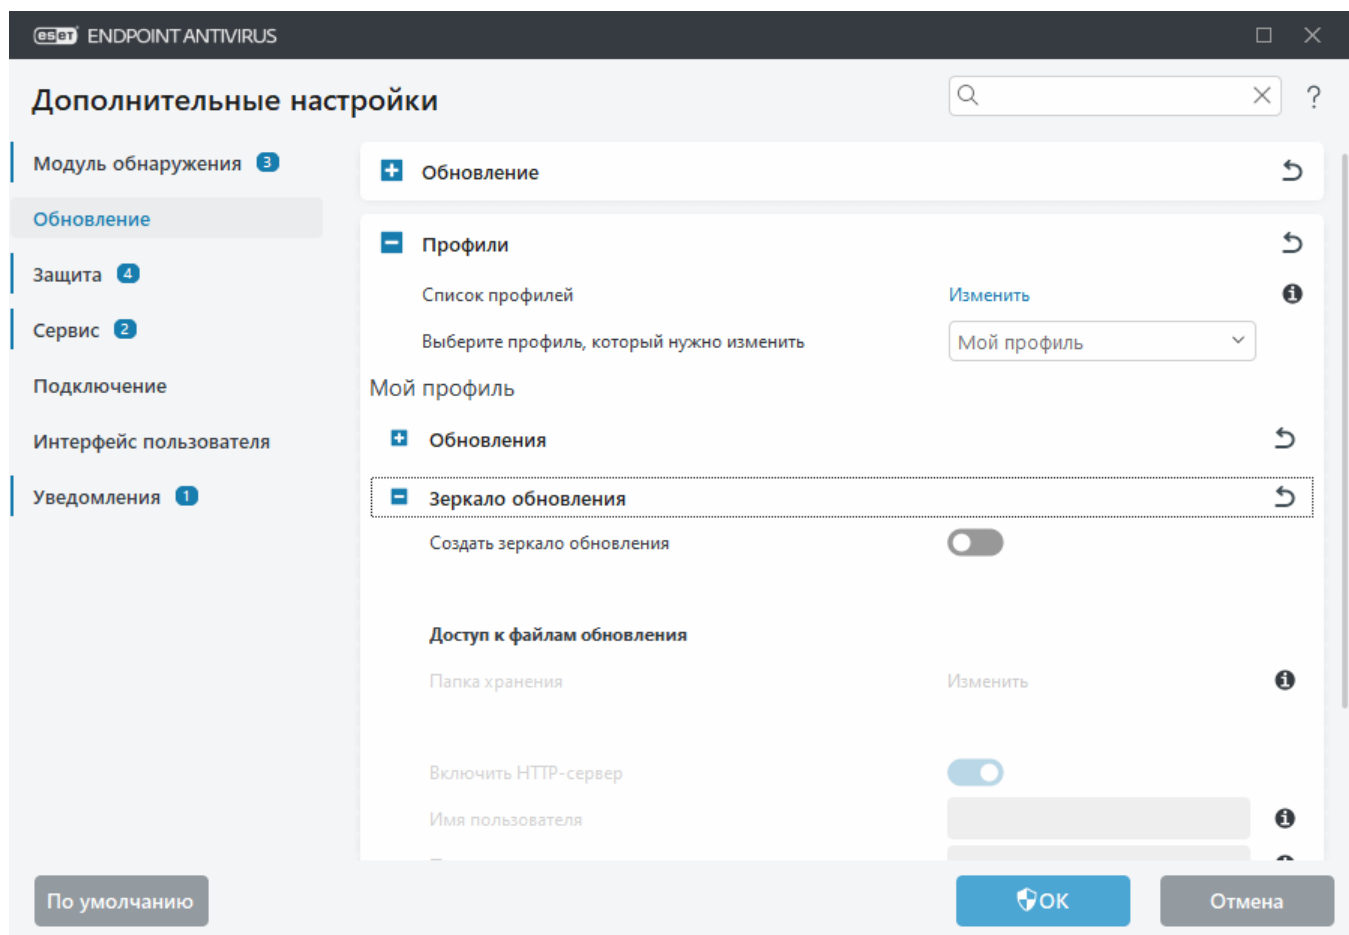 eset ENDPOINT ANTIVIRUS
Дополнительные настройки
?
Модуль обнаружения 3
Обновление
Защита 4
Сервис 2
Подключение
Интерфейс пользователя
Уведомления 1
Обновление
Профили
Список профилей Изменить
Выберите профиль, который нужно изменить Мой профиль
Мой профиль
Обновления
Зеркало обновления
Создать зеркало обновления
Доступ к файлам обновления
Папка хранения Изменить
Включить HTTP-сервер
Имя пользователя
По умолчанию OK Отмена